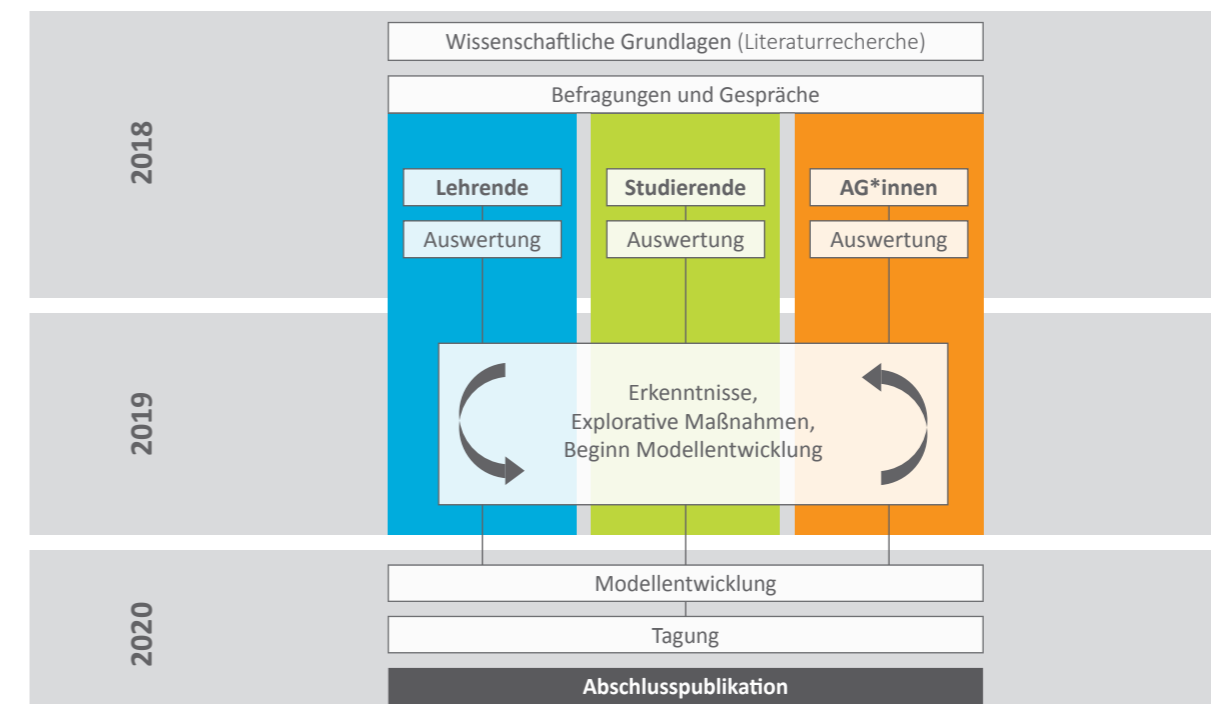 2018
Wissenschaftliche Grundlagen (Literaturrecherche)
Befragungen und Gespräche
Lehrende
Studierende
AG*innen
Auswertung
Auswertung
Auswertung
2019
Erkenntnisse,
Explorative Maßnahmen,
Beginn Modellentwicklung
2020
Modellentwicklung
Tagung
Abschlusspublikation